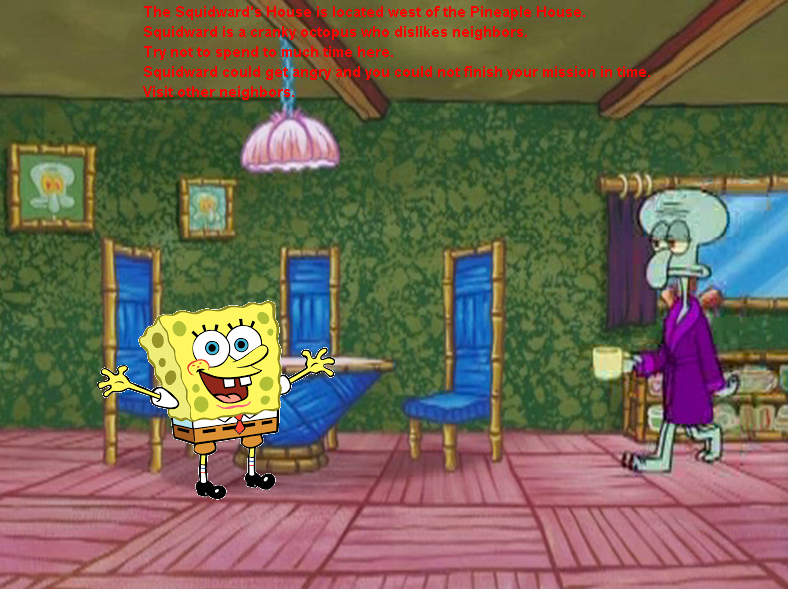 The Squidward's House is located west of the Pineaple House.
Squidward is a cranky octopus who dislikes neighbors.
Try not to spend to much time here.
Squidward could get angry and you could not finish your mission in time.
Visit other neighbors.